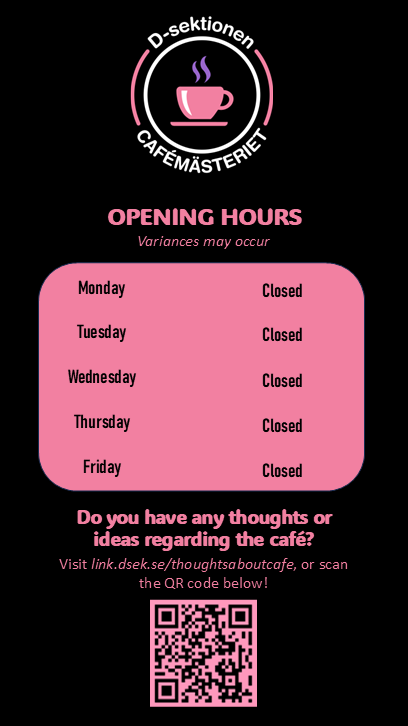 D-sektionen
CAFÉMÄSTERIET
OPENING HOURS
Variances may occur
Monday Closed
Tuesday Closed
Wednesday Closed
Thursday Closed
Friday Closed
Do you have any thoughts or
ideas regarding the café?
Visit link.dsek.se/thoughtsaboutcafe, or scan
the QR code below!